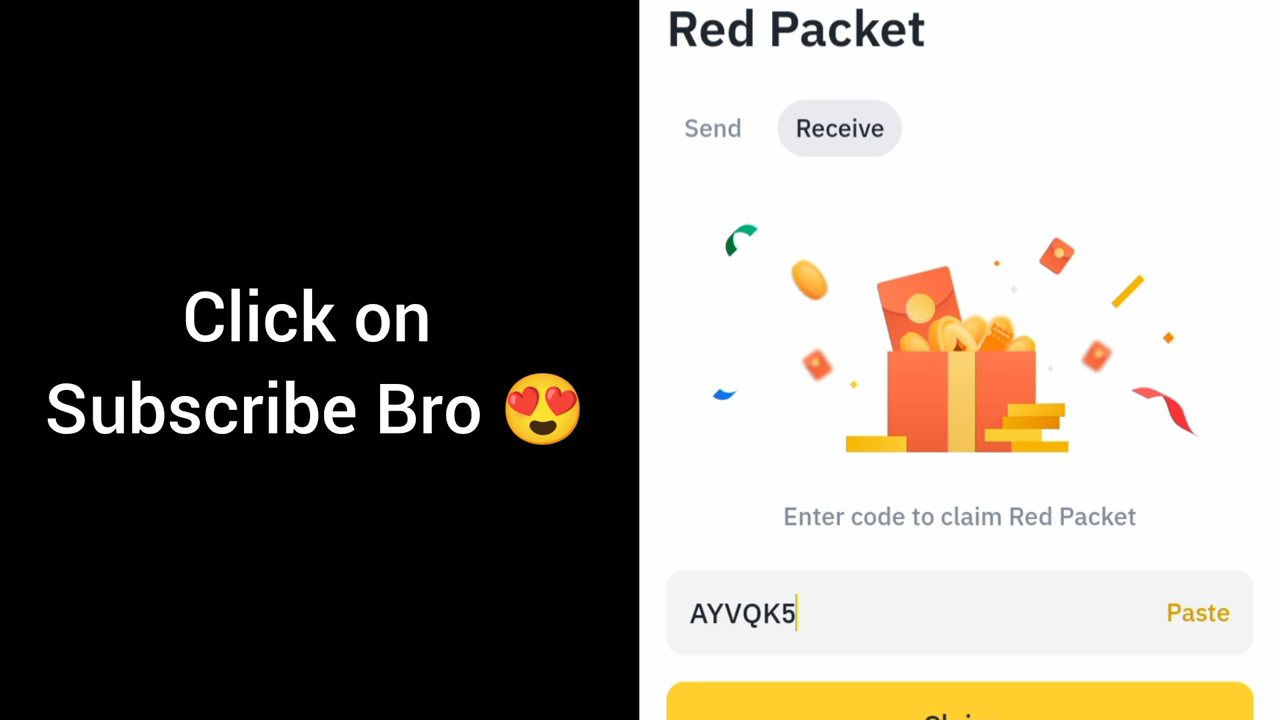 Click on
Subscribe Bro 😍
Red Packet
Send
Receive
Enter code to claim Red Packet
AYVQK5
Paste